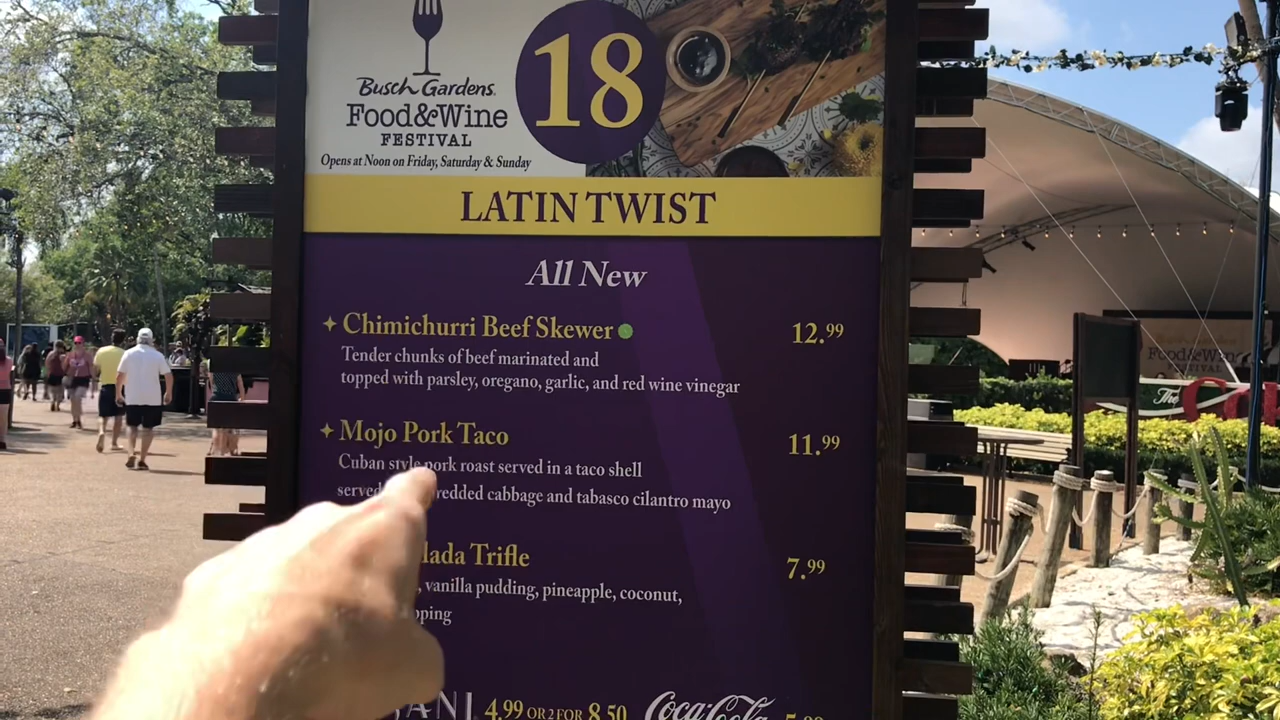 Busch Gardens
Food & Wine
FESTIVAL
Opens at Noon on Friday, Saturday & Sunday
18
LATIN TWIST
All New
Chimichurri Beef Skewer 12.99
Tender chunks of beef marinated and
topped with parsley, oregano, garlic, and red wine vinegar
Mojo Pork Taco 11.99
Cuban style pork roast served in a taco shell
served cabbage and tabasco cilantro mayo
Trifle 7.99
, vanilla pudding, pineapple, coconut,
4.99 OR 2 FOR 8.50 Coca-Cola
Food & Wine
FESTIVAL
The